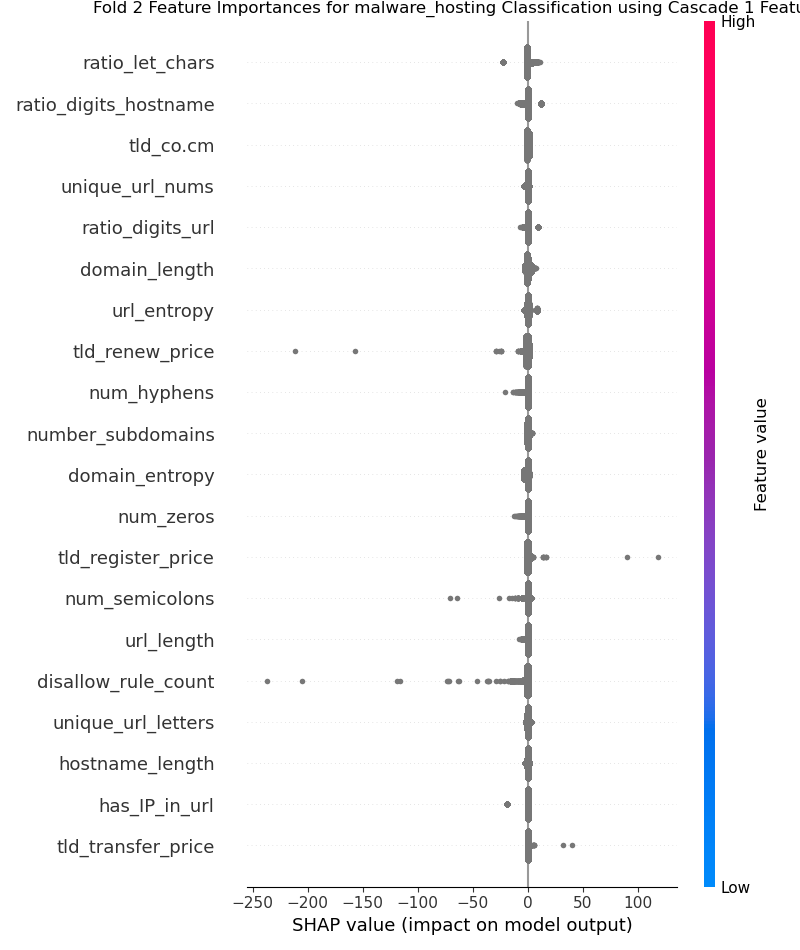 Fold 2 Feature Importances for malware_hosting Classification using Cascade 1 Featu
High
ratio_let_chars
ratio_digits_hostname
tld_co.cm
unique_url_nums
ratio_digits_url
domain_length
url_entropy
tld_renew_price
num_hyphens
number_subdomains
domain_entropy
num_zeros
tld_register_price
num_semicolons
url_length
disallow_rule_count
unique_url_letters
hostname_length
has_IP_in_url
tld_transfer_price
Feature value
Low
−250 −200 −150 −100 −50 0 50 100
SHAP value (impact on model output)